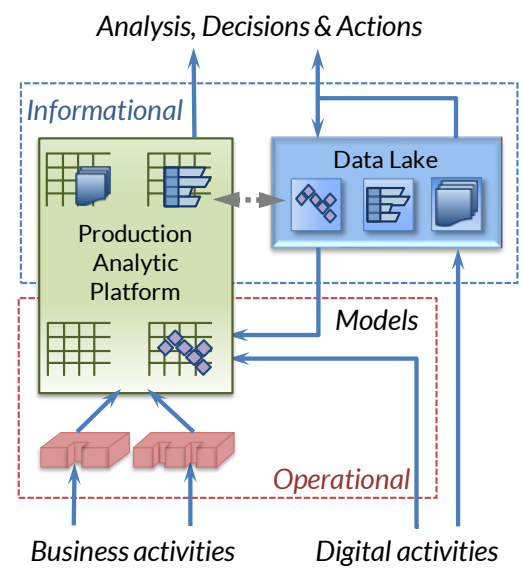 Analysis, Decisions & Actions
Informational
Data Lake
Production
Analytic
Platform
Models
Operational
Business activities
Digital activities